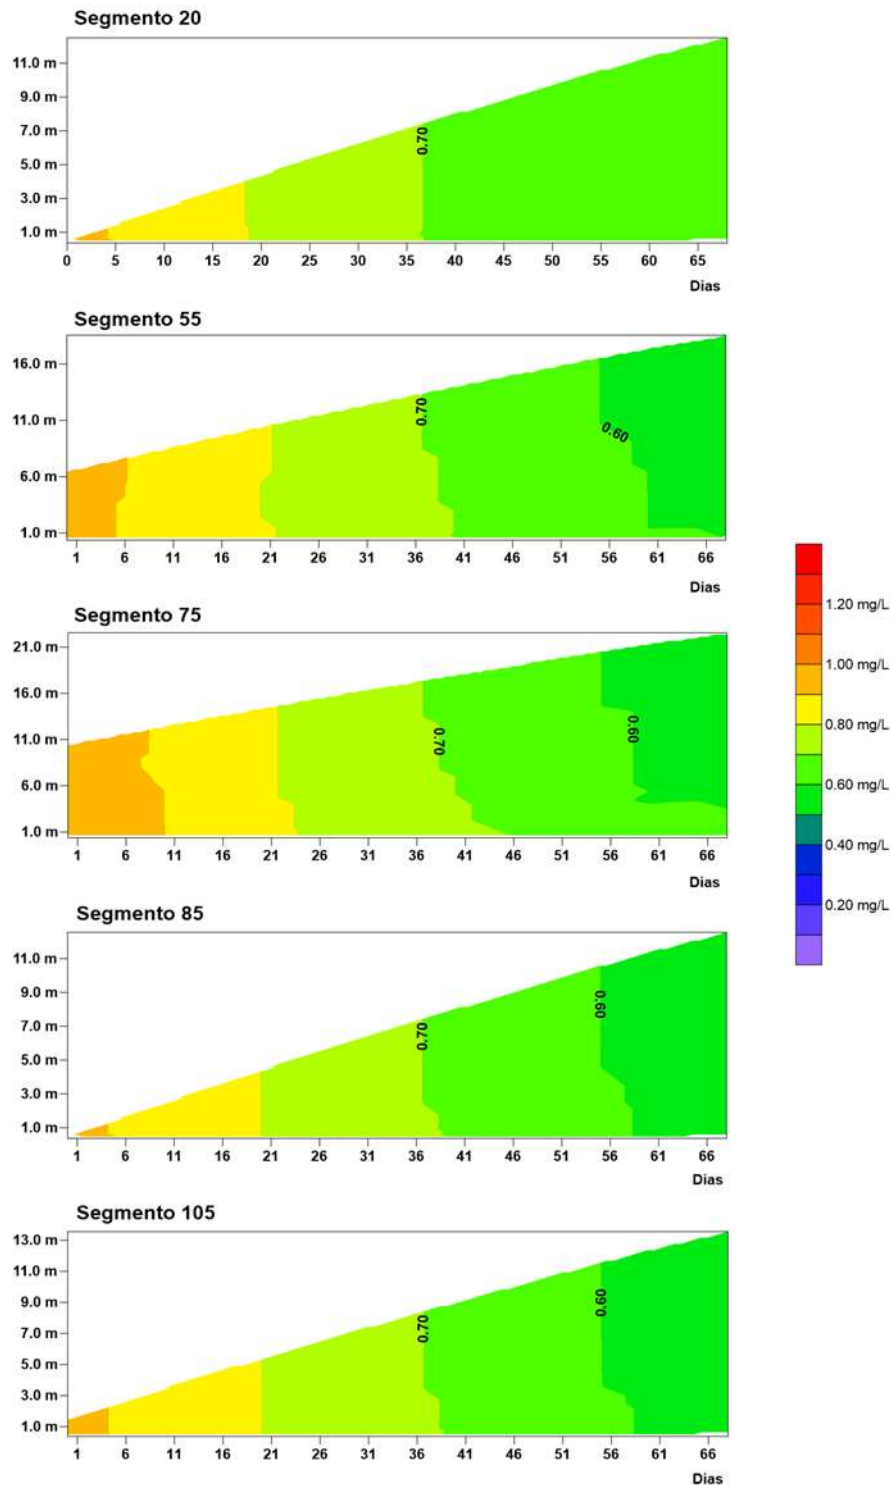 Segmento 20
11.0 m
9.0 m
7.0 m
5.0 m
3.0 m
1.0 m
0.70
0 5 10 15 20 25 30 35 40 45 50 55 60 65
Dias
Segmento 55
16.0 m
11.0 m
6.0 m
1.0 m
0.70
0.60
1 6 11 16 21 26 31 36 41 46 51 56 61 66
Dias
Segmento 75
21.0 m
16.0 m
11.0 m
6.0 m
1.0 m
0.70
0.60
1 6 11 16 21 26 31 36 41 46 51 56 61 66
Dias
1.20 mg/L
1.00 mg/L
0.80 mg/L
0.60 mg/L
0.40 mg/L
0.20 mg/L
Segmento 85
11.0 m
9.0 m
7.0 m
5.0 m
3.0 m
1.0 m
0.70
0.60
1 6 11 16 21 26 31 36 41 46 51 56 61 66
Dias
Segmento 105
13.0 m
11.0 m
9.0 m
7.0 m
5.0 m
3.0 m
1.0 m
0.70
0.60
1 6 11 16 21 26 31 36 41 46 51 56 61 66
Dias